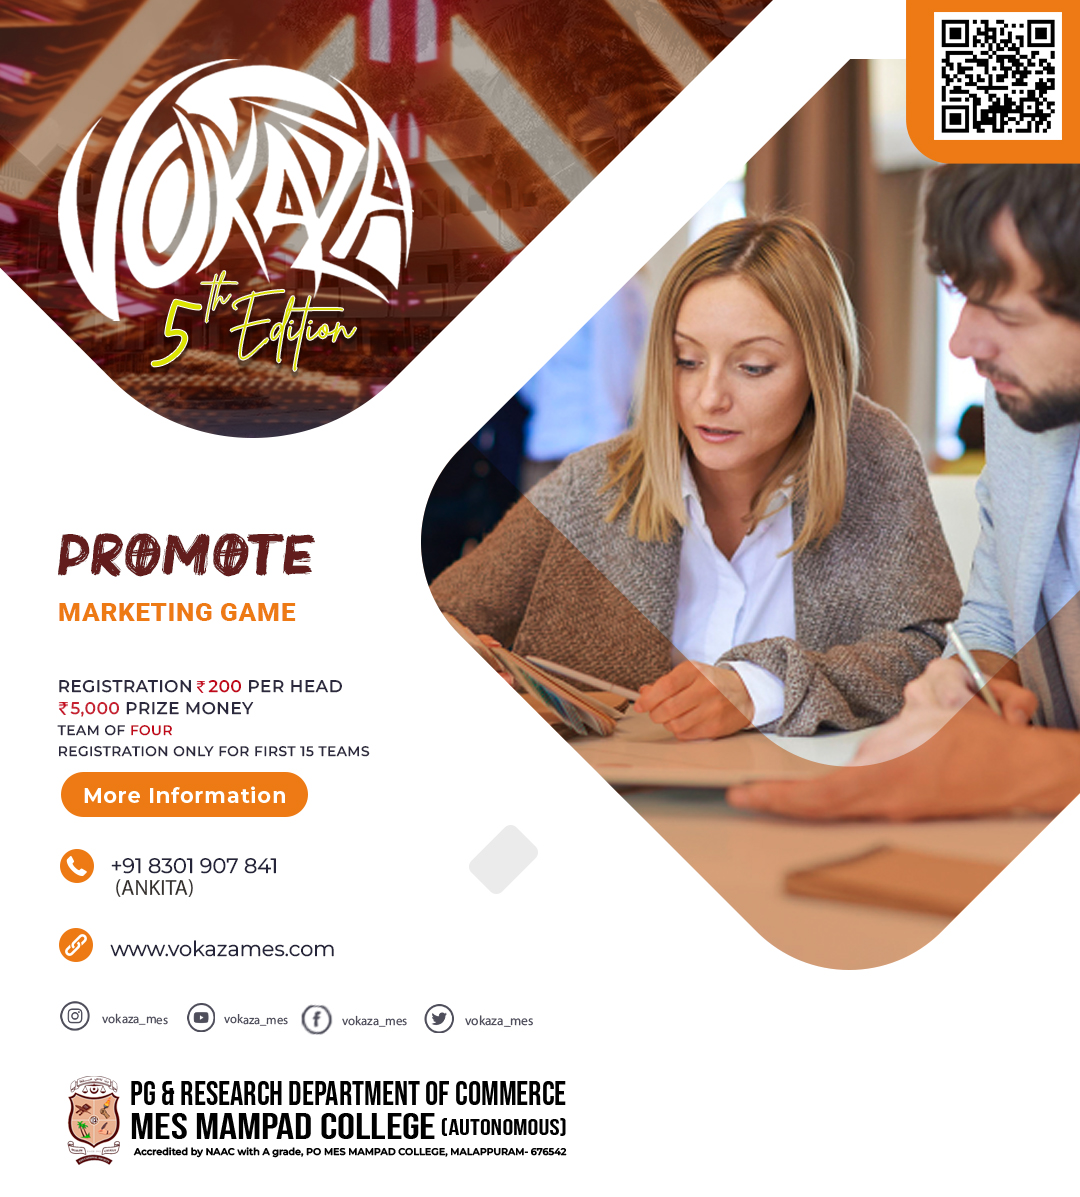 VOKAZA
5th Edition
PROMOTE
MARKETING GAME
REGISTRATION ₹200 PER HEAD
₹5,000 PRIZE MONEY
TEAM OF FOUR
REGISTRATION ONLY FOR FIRST 15 TEAMS
More Information
+91 8301 907 841
(ANKITA)
www.vokazames.com
vokaza_mes vokaza_mes vokaza_mes vokaza_mes
PG & RESEARCH DEPARTMENT OF COMMERCE
MES MAMPAD COLLEGE (AUTONOMOUS)
Accredited by NAAC with A grade, PO MES MAMPAD COLLEGE, MALAPPURAM- 676542